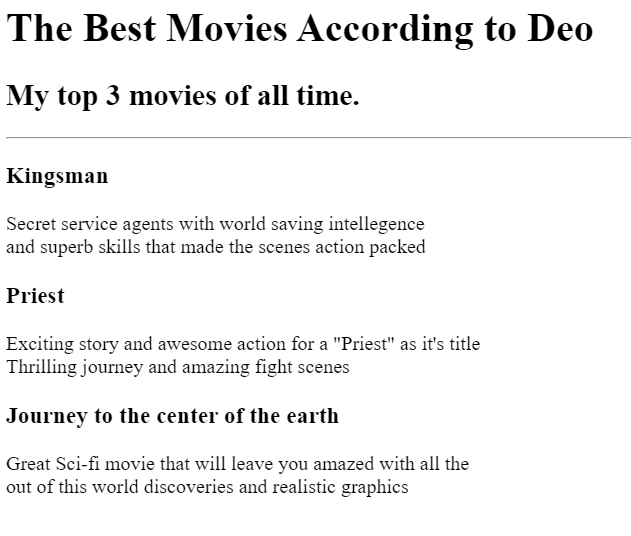 The Best Movies According to Deo
My top 3 movies of all time.
Kingsman
Secret service agents with world saving intellegence
and superb skills that made the scenes action packed
Priest
Exciting story and awesome action for a "Priest" as it's title
Thrilling journey and amazing fight scenes
Journey to the center of the earth
Great Sci-fi movie that will leave you amazed with all the
out of this world discoveries and realistic graphics